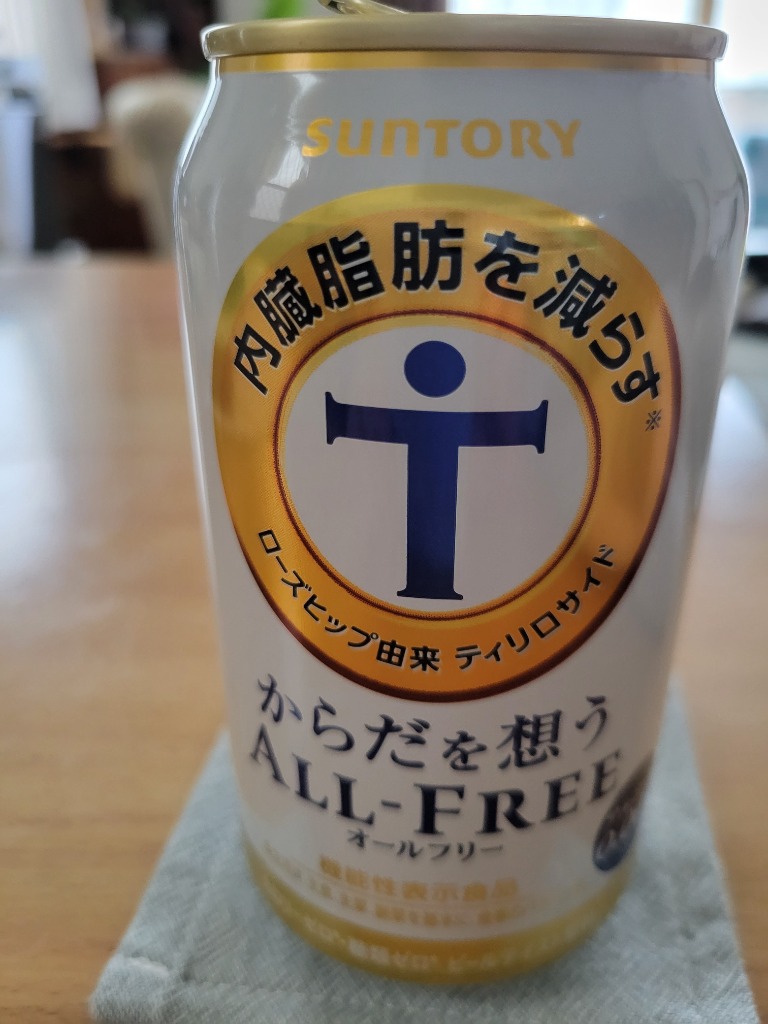 SUNTORY
内臓脂肪を減らす※
ローズヒップ由来 ティリロサイド
からだを想う
ALL-FREE
オールフリー
機能性表示食品